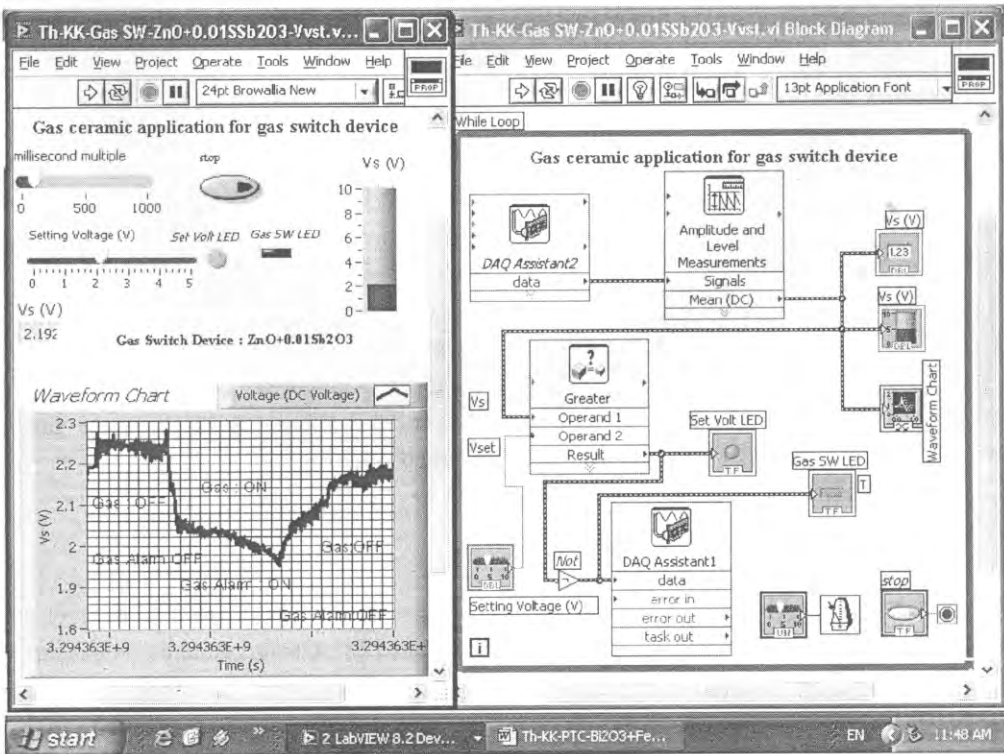 Th-KK-Gas SW-ZnO+0.01SSb2O3-Vvst.v...
File Edit View Project Operate Tools Window Help
24pt Browallia New
PROP
Gas ceramic application for gas switch device
millisecond multiple
stop
Vs (V)
0 500 1000
10
8
6
4
2
0
Setting Voltage (V)
Set Volt LED
Gas SW LED
0 1 2 3 4 5
Vs (V)
2.192
Gas Switch Device : ZnO+0.01Sb2O3
Waveform Chart
Voltage (DC Voltage)
Vs (V)
2.3
2.2
2.1
2
1.9
1.8
Gas : OFF
Gas : ON
Gas:OFF
Gas Alarm:OFF
Gas Alarm : ON
Gas Alarm:OFF
3.294363E+9 3.294363E+9 3.294363E+
Time (s)
Th-KK-Gas SW-ZnO+0.01SSb2O3-Vvst.vi Block Diagram
File Edit View Project Operate Tools Window Help
13pt Application Font
PROP
While Loop
Gas ceramic application for gas switch device
DAQ Assistant2
data
Amplitude and
Level
Measurements
Signals
Mean (DC)
Vs (V)
1.23
DBL
Vs (V)
DBL
Waveform Chart
Greater
Operand 1
Operand 2
Result
Vs
Vset
Set Volt LED
TF
Gas SW LED
T
TF
Not
DAQ Assistant1
data
error in
error out
task out
DBL
Setting Voltage (V)
stop
TF
i
start
2 LabVIEW 8.2 Dev...
Th-KK-PTC-Bi2O3+Fe...
EN
11:48 AM